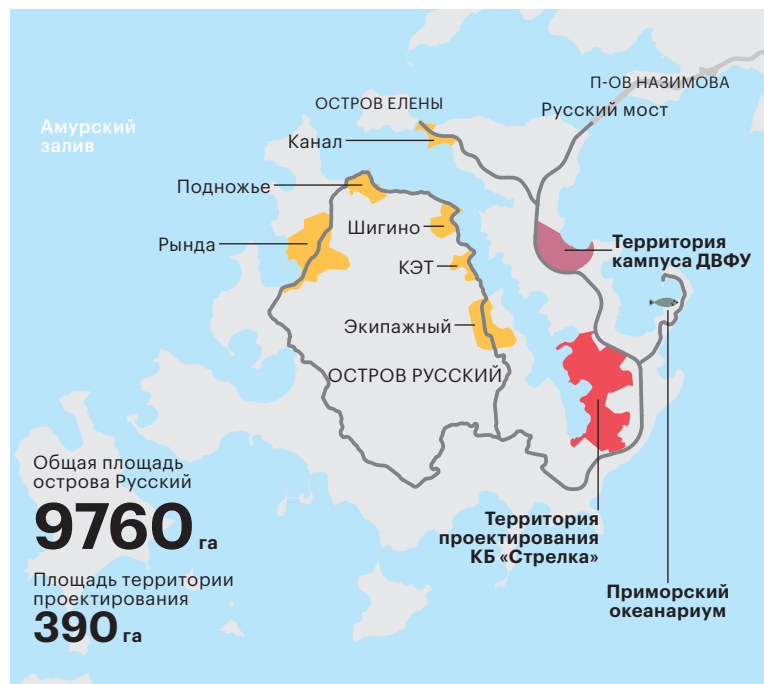 П-ОВ НАЗИМОВА
ОСТРОВ ЕЛЕНЫ
Русский мост
Амурский
залив
Канал
Подножье
Шигино
Рында
Территория
кампуса ДВФУ
КЭТ
Экипажный
ОСТРОВ РУССКИЙ
Общая площадь
острова Русский
9760 га
Площадь территории
проектирования
390 га
Территория
проектирования
КБ «Стрелка»
Приморский
океанариум